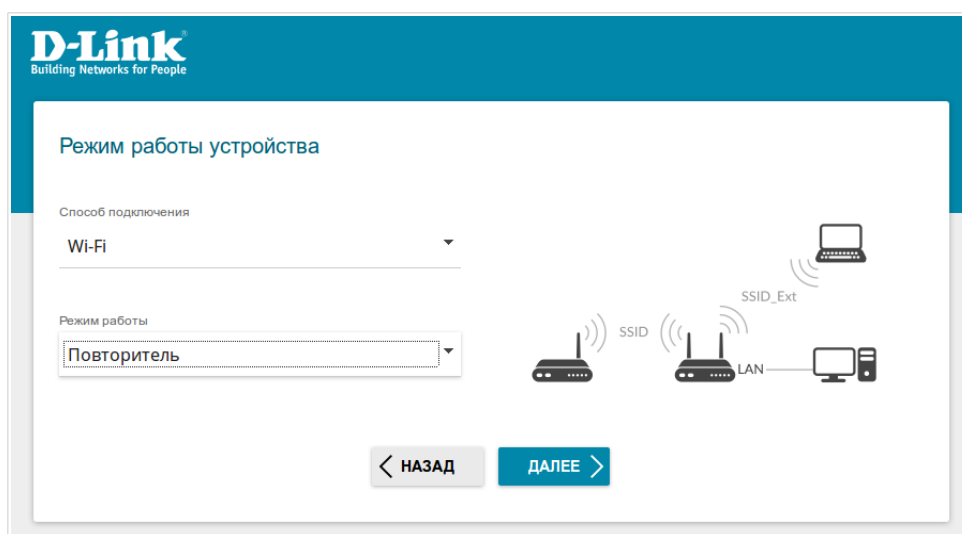 D-Link
Building Networks for People
Режим работы устройства
Способ подключения
Wi-Fi
SSID_Ext
Режим работы
Повторитель
SSID
LAN
НАЗАД
ДАЛЕЕ